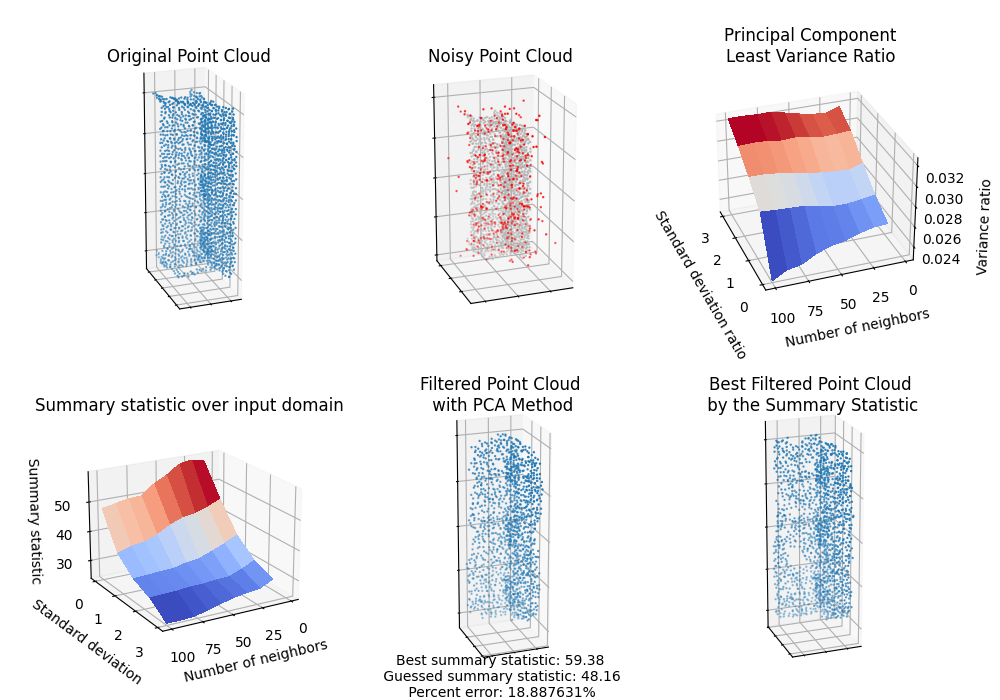 Original Point Cloud
Noisy Point Cloud
Principal Component
Least Variance Ratio
0.032
0.030
0.028
0.026
0.024
Variance ratio
3
2
1
0
Standard deviation ratio
100
75
50
25
0
Number of neighbors
Summary statistic over input domain
50
40
30
Summary statistic
0
1
2
3
Standard deviation
100
75
50
25
0
Number of neighbors
Filtered Point Cloud
with PCA Method
Best summary statistic: 59.38
Guessed summary statistic: 48.16
Percent error: 18.887631%
Best Filtered Point Cloud
by the Summary Statistic